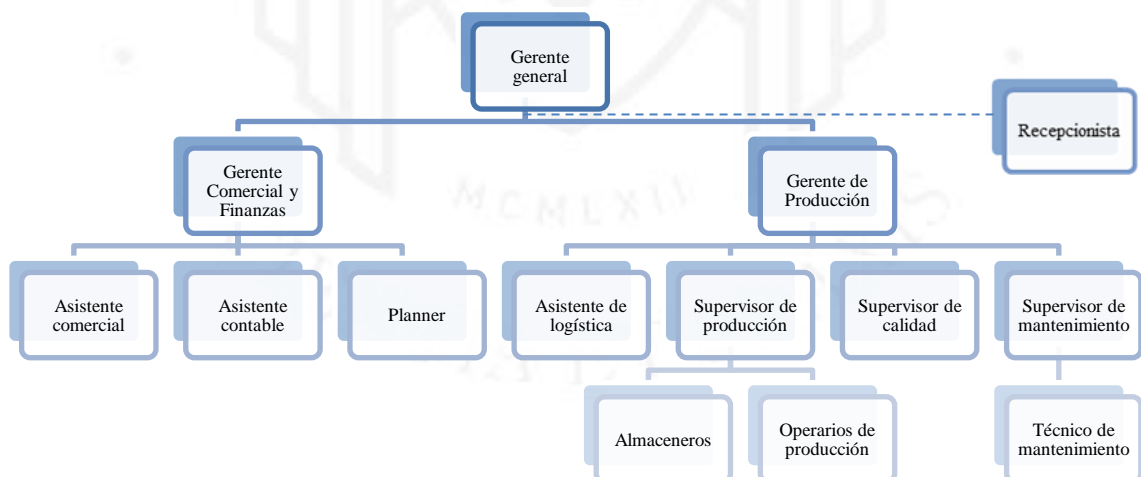 Gerente
general
Recepcionista
Gerente
Comercial y
Finanzas
Gerente de
Producción
Asistente
comercial
Asistente
contable
Planner
Asistente de
logística
Supervisor de
producción
Supervisor de
calidad
Supervisor de
mantenimiento
Almaceneros
Operarios de
producción
Técnico de
mantenimiento
MCMLXII